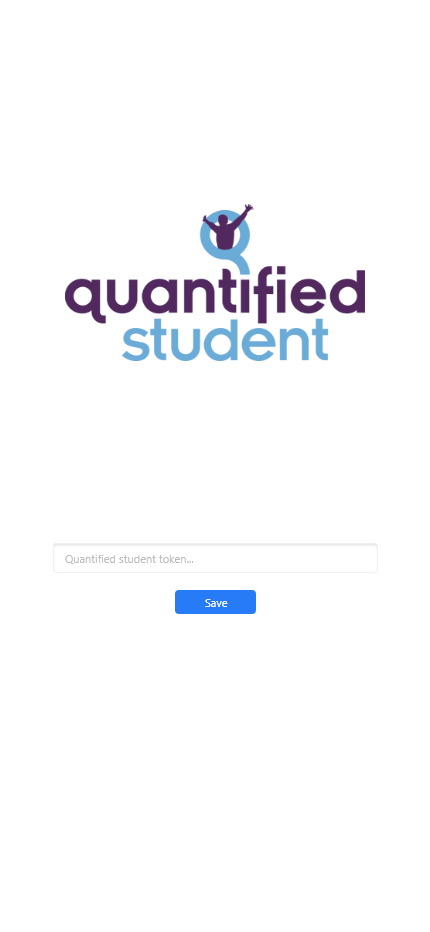 quantified
student
Quantified student token...
Save